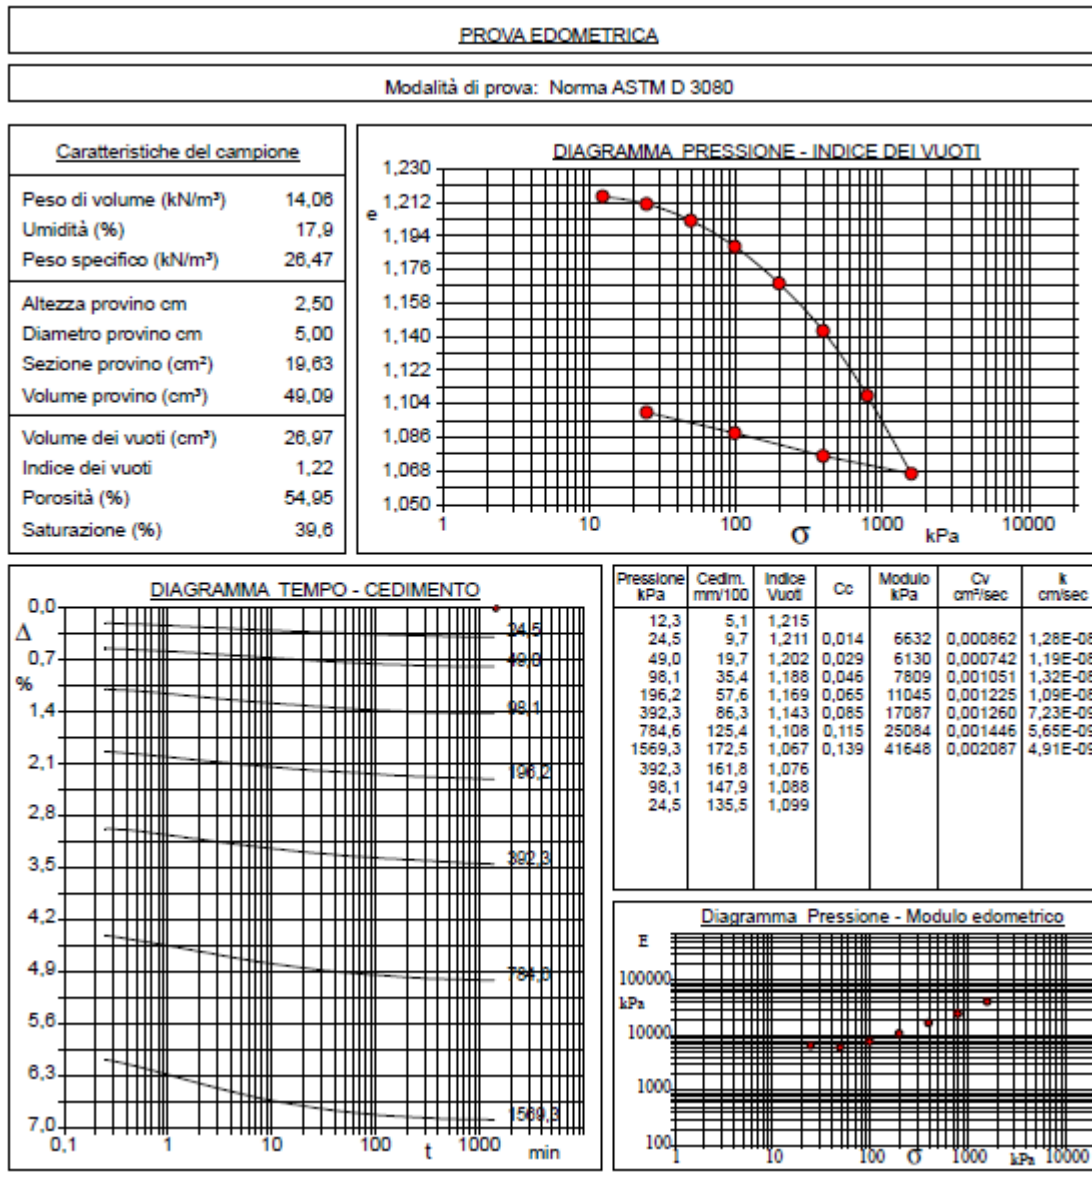 PROVA EDOMETRICA
Modalità di prova: Norma ASTM D 3080
Caratteristiche del campione
Peso di volume (kN/m³) 14,06
Umidità (%) 17,9
Peso specifico (kN/m³) 26,47
Altezza provino cm 2,50
Diametro provino cm 5,00
Sezione provino (cm²) 19,63
Volume provino (cm³) 49,09
Volume dei vuoti (cm³) 26,97
Indice dei vuoti 1,22
Porosità (%) 54,95
Saturazione (%) 39,6
DIAGRAMMA PRESSIONE - INDICE DEI VUOTI
1,230
e
1,212
1,194
1,176
1,158
1,140
1,122
1,104
1,086
1,068
1,050
1 10 100 1000 10000
σ kPa
DIAGRAMMA TEMPO - CEDIMENTO
0,0
Δ
0,7
%
1,4
2,1
2,8
3,5
4,2
4,9
5,6
6,3
7,0
24,5
49,0
98,1
196,2
392,3
784,6
1569,3
0,1 1 10 100 t 1000 min
Pressione Cedim. Indice Cc Modulo Cv k
kPa mm/100 Vuoti kPa cm²/sec cm/sec
12,3 5,1 1,215
24,5 9,7 1,211 0,014 6632 0,000862 1,28E-08
49,0 19,7 1,202 0,029 6130 0,000742 1,19E-08
98,1 35,4 1,188 0,046 7809 0,001051 1,32E-08
196,2 57,6 1,169 0,065 11045 0,001225 1,09E-08
392,3 86,3 1,143 0,085 17087 0,001260 7,23E-09
784,6 125,4 1,108 0,115 25084 0,001446 5,65E-09
1569,3 172,5 1,067 0,139 41648 0,002087 4,91E-09
392,3 161,8 1,076
98,1 147,9 1,088
24,5 135,5 1,099
Diagramma Pressione - Modulo edometrico
E
100000
kPa
10000
1000
100
1 10 100 σ 1000 kPa 10000